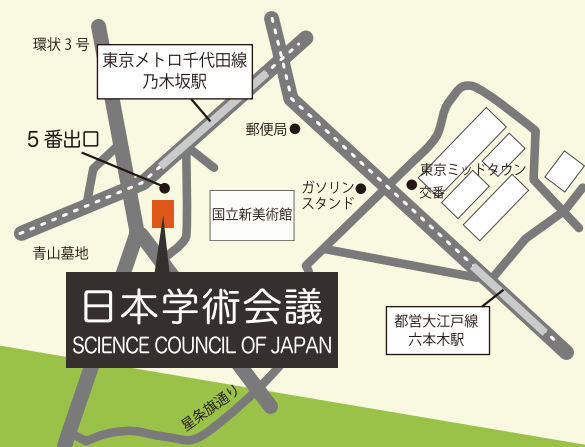 環状3号
東京メトロ千代田線
乃木坂駅
5番出口
郵便局
東京ミッドタウン
ガソリン
スタンド
交番
国立新美術館
青山墓地
日本学術会議
SCIENCE COUNCIL OF JAPAN
都営大江戸線
六本木駅
星条旗通り